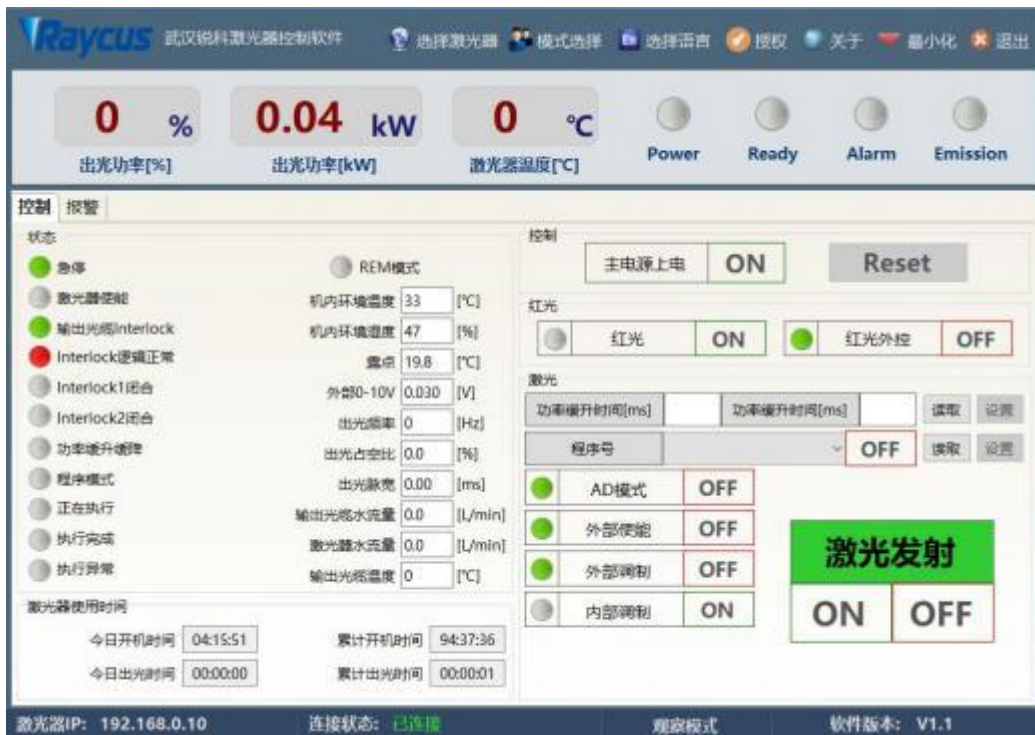 Raycus 武汉锐科激光器控制软件 选择激光器 模式选择 选择语言 授权 关于 最小化 退出
0 % 0.04 kW 0 ℃
出光功率[%] 出光功率[kW] 激光器温度[℃] Power Ready Alarm Emission
控制 报警
状态 控制
急停 REM模式 主电源上电 ON Reset
激光器使能 机内环境温度 33 [℃] 红光
输出光缆Interlock 机内环境湿度 47 [%] 红光 ON 红光外控 OFF
Interlock逻辑正常 露点 19.8 [℃] 激光
Interlock1闭合 外部0-10V 0.030 [V] 功率缓升时间[ms] 功率缓升时间[ms] 读取 设置
Interlock2闭合 出光频率 0 [Hz]
功率缓升缓降 出光占空比 0.0 [%] 程序号 OFF 读取 设置
程序模式 出光脉宽 0.00 [ms] AD模式 OFF
正在执行 输出光缆水流量 0.0 [L/min] 外部使能 OFF
执行完成 激光器水流量 0.0 [L/min] 外部调制 OFF 激光发射
执行异常 输出光缆温度 0 [℃] 内部调制 ON ON OFF
激光器使用时间
今日开机时间 04:15:51 累计开机时间 94:37:36
今日出光时间 00:00:00 累计出光时间 00:00:01
激光器IP: 192.168.0.10 连接状态: 已连接 观察模式 软件版本: V1.1